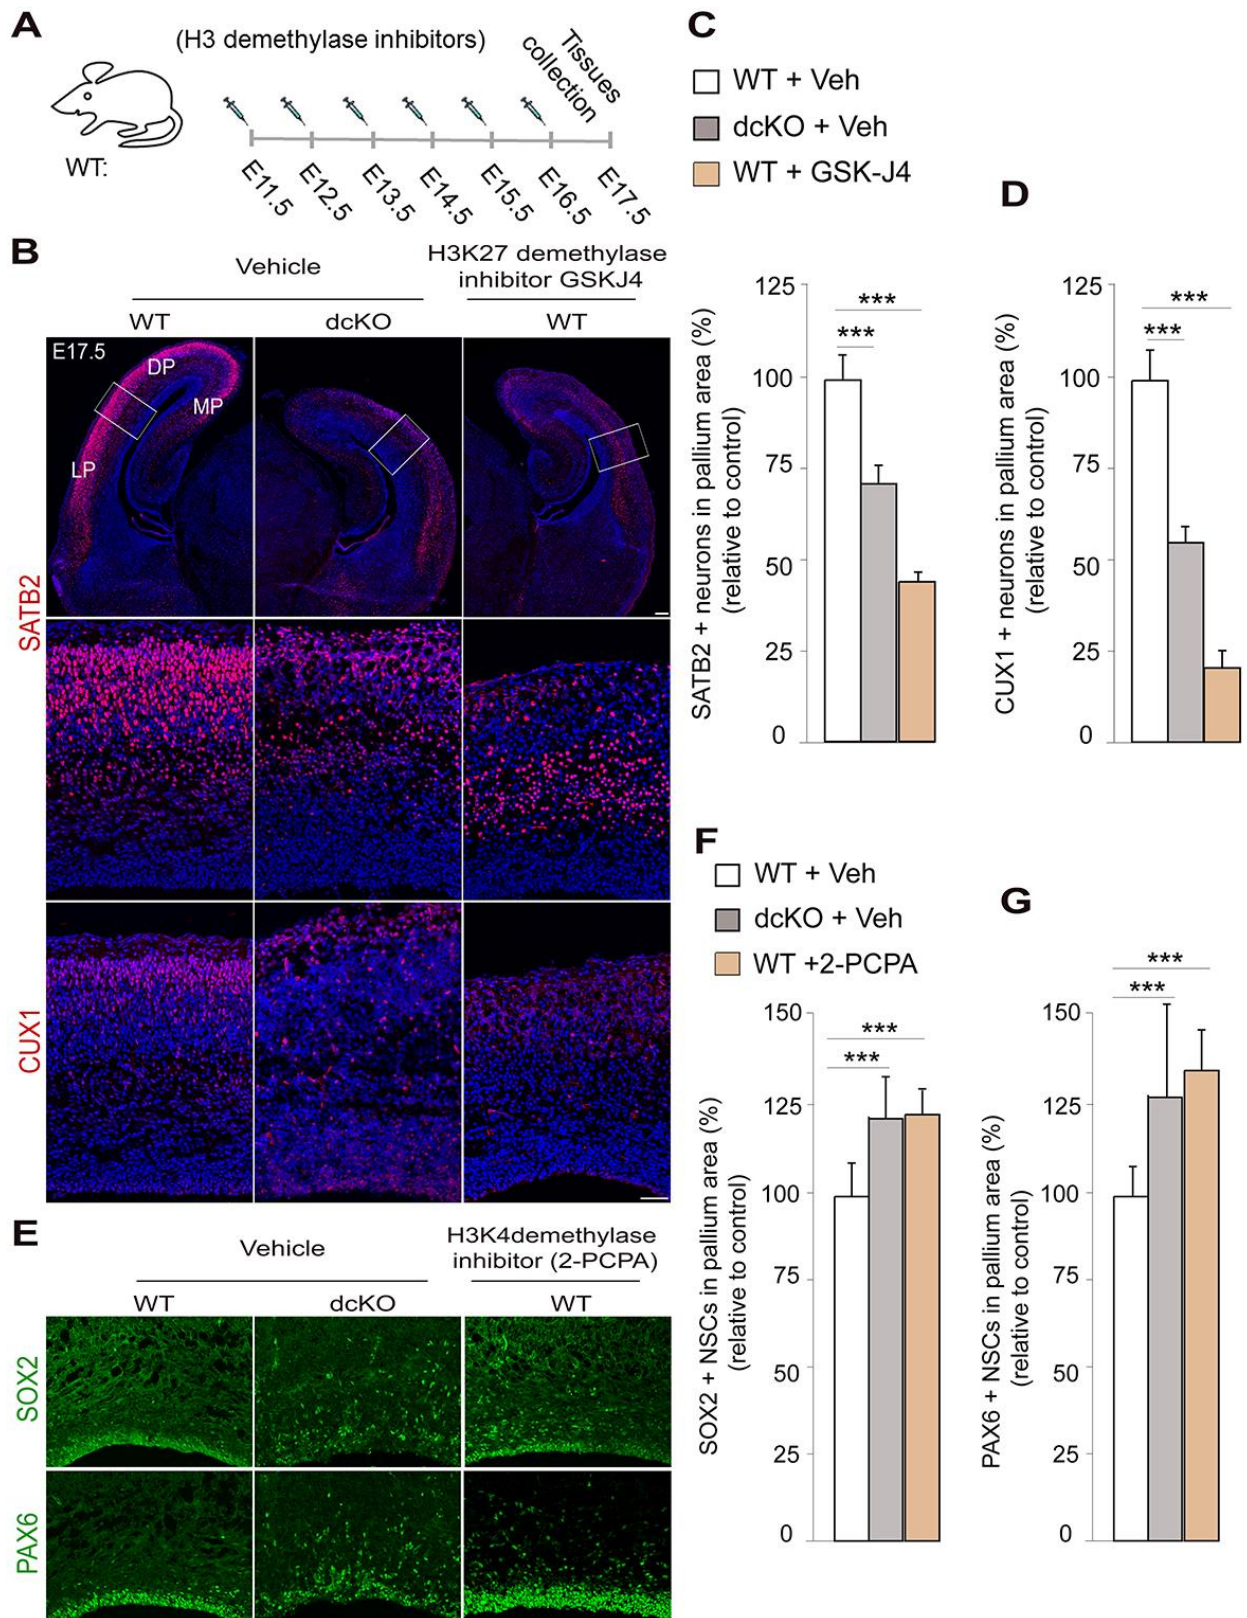 A
(H3 demethylase inhibitors)
Tissues
collection
WT:
E11.5
E12.5
E13.5
E14.5
E15.5
E16.5
E17.5
B
Vehicle
H3K27 demethylase
inhibitor GSKJ4
WT
dcKO
WT
E17.5
DP
MP
LP
SATB2
CUX1
C
WT + Veh
dcKO + Veh
WT + GSK-J4
SATB2 + neurons in pallium area (%)
(relative to control)
125
100
75
50
25
0
***
***
D
CUX1 + neurons in pallium area (%)
(relative to control)
125
100
75
50
25
0
***
***
E
Vehicle
H3K4demethylase
inhibitor (2-PCPA)
WT
dcKO
WT
SOX2
PAX6
F
WT + Veh
dcKO + Veh
WT +2-PCPA
SOX2 + NSCs in pallium area (%)
(relative to control)
150
125
100
75
50
25
0
***
***
G
PAX6 + NSCs in pallium area (%)
(relative to control)
150
125
100
75
50
25
0
***
***